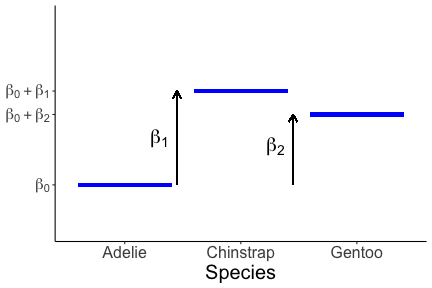 β₀ + β₁
β₀ + β₂
β₀
β₁
β₂
Adelie
Chinstrap
Gentoo
Species